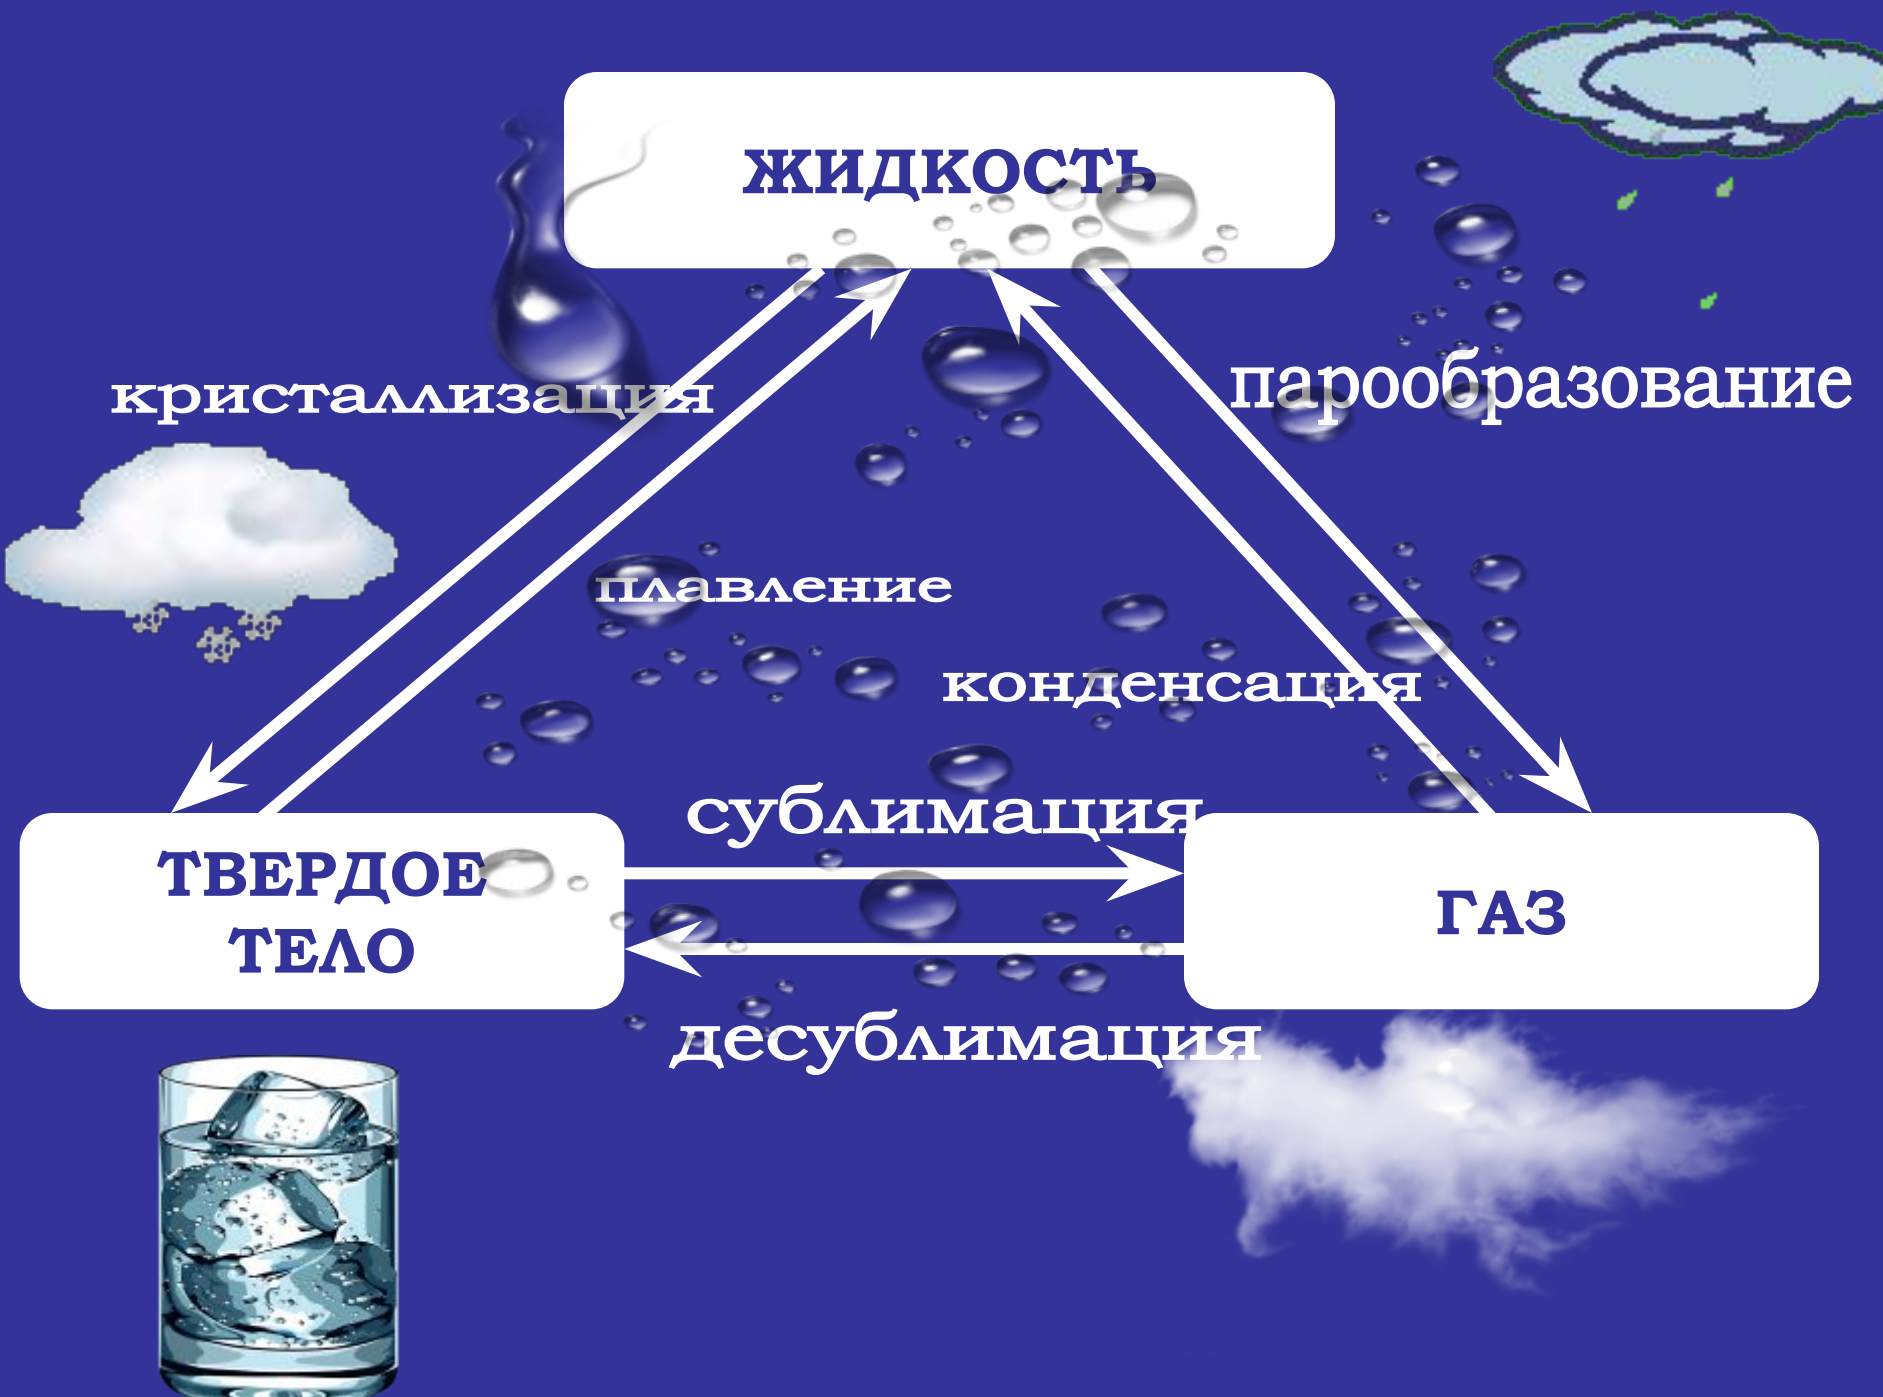 ЖИДКОСТЬ
кристаллизация
парообразование
плавление
конденсация
сублимация
ТВЕРДОЕ
ТЕЛО
ГАЗ
десублимация